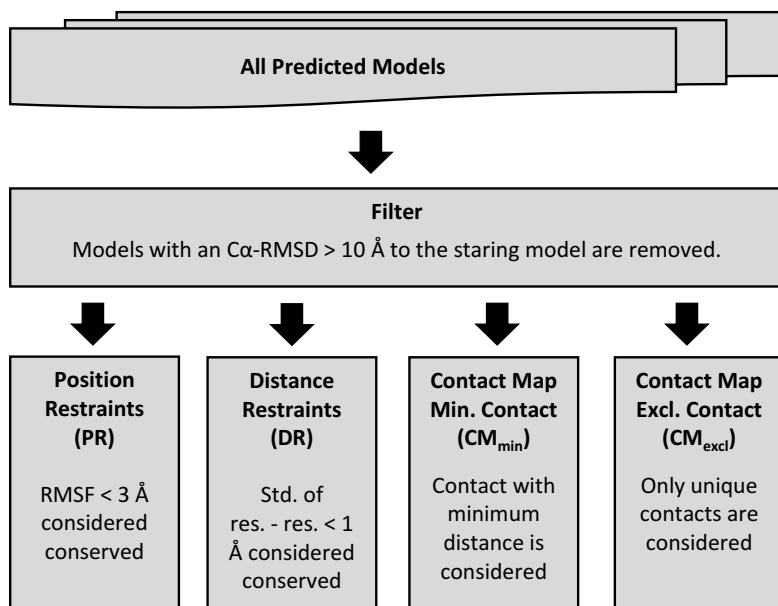 All Predicted Models
Filter
Models with an Cα-RMSD > 10 Å to the staring model are removed.
Position
Restraints
(PR)
RMSF < 3 Å
considered
conserved
Distance
Restraints
(DR)
Std. of
res. - res. < 1
Å considered
conserved
Contact Map
Min. Contact
(CMmin)
Contact with
minimum
distance is
considered
Contact Map
Excl. Contact
(CMexcl)
Only unique
contacts are
considered